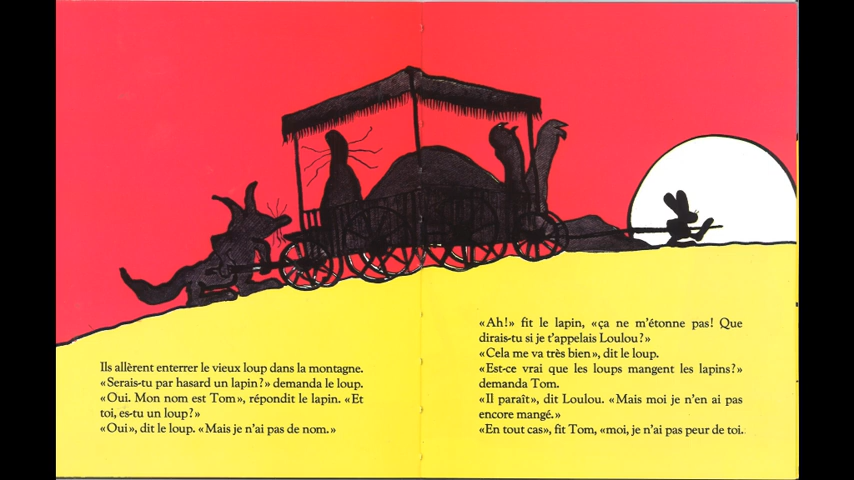 Ils allèrent enterrer le vieux loup dans la montagne.
«Serais-tu par hasard un lapin?» demanda le loup.
«Oui. Mon nom est Tom», répondit le lapin. «Et
toi, es-tu un loup?»
«Oui», dit le loup. «Mais je n'ai pas de nom.»
«Ah!» fit le lapin, «ça ne m'étonne pas! Que
dirais-tu si je t'appelais Loulou?»
«Cela me va très bien», dit le loup.
«Est-ce vrai que les loups mangent les lapins?»
demanda Tom.
«Il paraît», dit Loulou. «Mais moi je n'en ai pas
encore mangé.»
«En tout cas», fit Tom, «moi, je n'ai pas peur de toi.